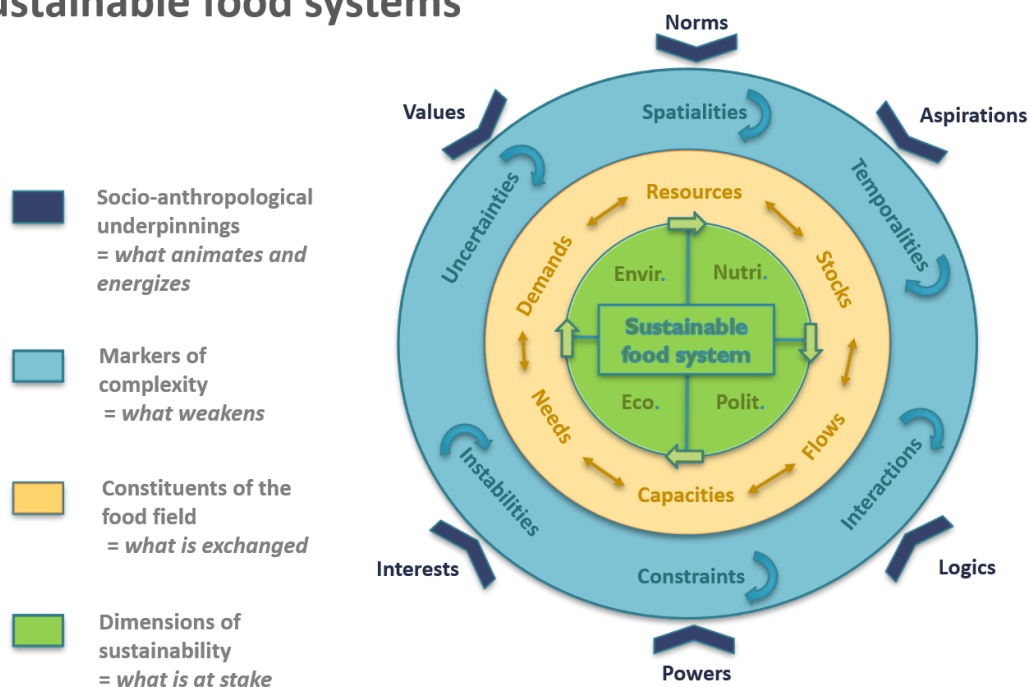 ustainable food systems
Norms
Values
Aspirations
Spatialities
Temporalities
Uncertainties
Resources
Demands
Stocks
Envir.
Nutri.
Sustainable
food system
Eco.
Polit.
Needs
Flows
Capacities
Instabilities
Interactions
Constraints
Interests
Logics
Powers
Socio-anthropological
underpinnings
= what animates and
energizes
Markers of
complexity
= what weakens
Constituents of the
food field
= what is exchanged
Dimensions of
sustainability
= what is at stake